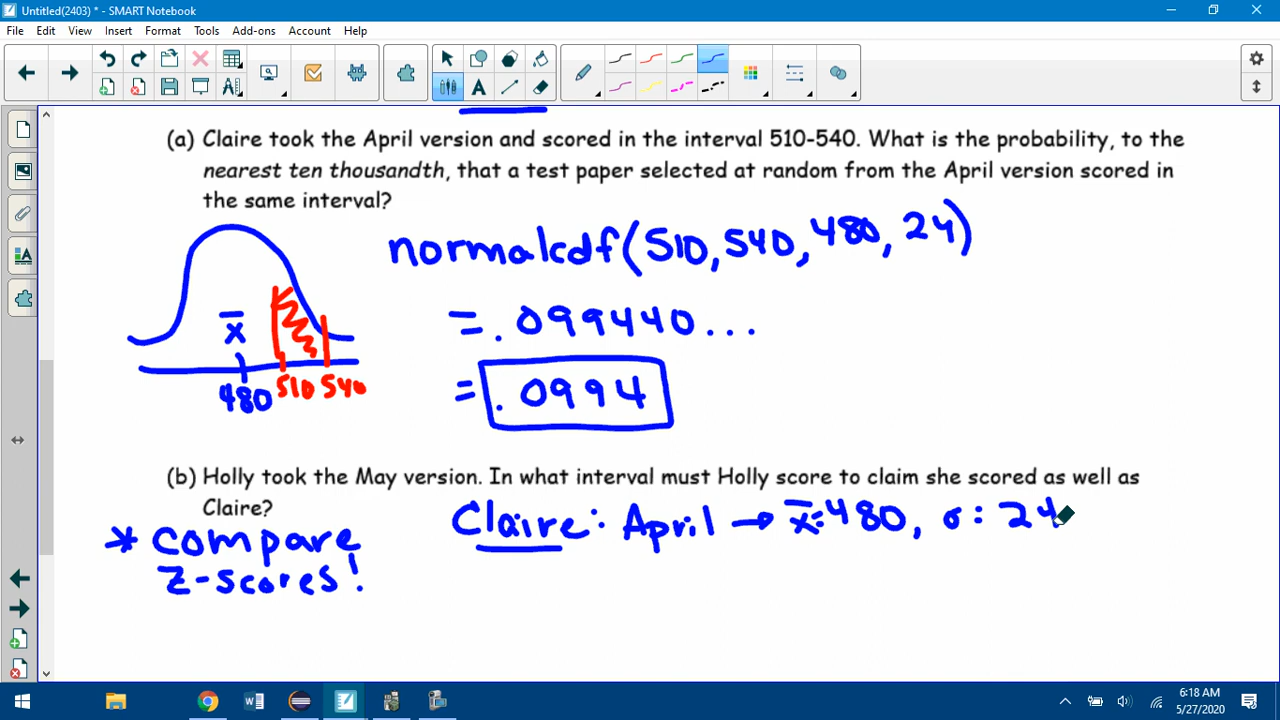 Untitled(2403) * - SMART Notebook
File Edit View Insert Format Tools Add-ons Account Help
(a) Claire took the April version and scored in the interval 510-540. What is the probability, to the
nearest ten thousandth, that a test paper selected at random from the April version scored in
the same interval?
normalcdf(510,540,480,24)
= .099440...
= .0994
x̄
480 510 540
(b) Holly took the May version. In what interval must Holly score to claim she scored as well as
Claire?
Claire: April → x̄=480, σ: 24
* compare
z-scores!
6:18 AM
5/27/2020